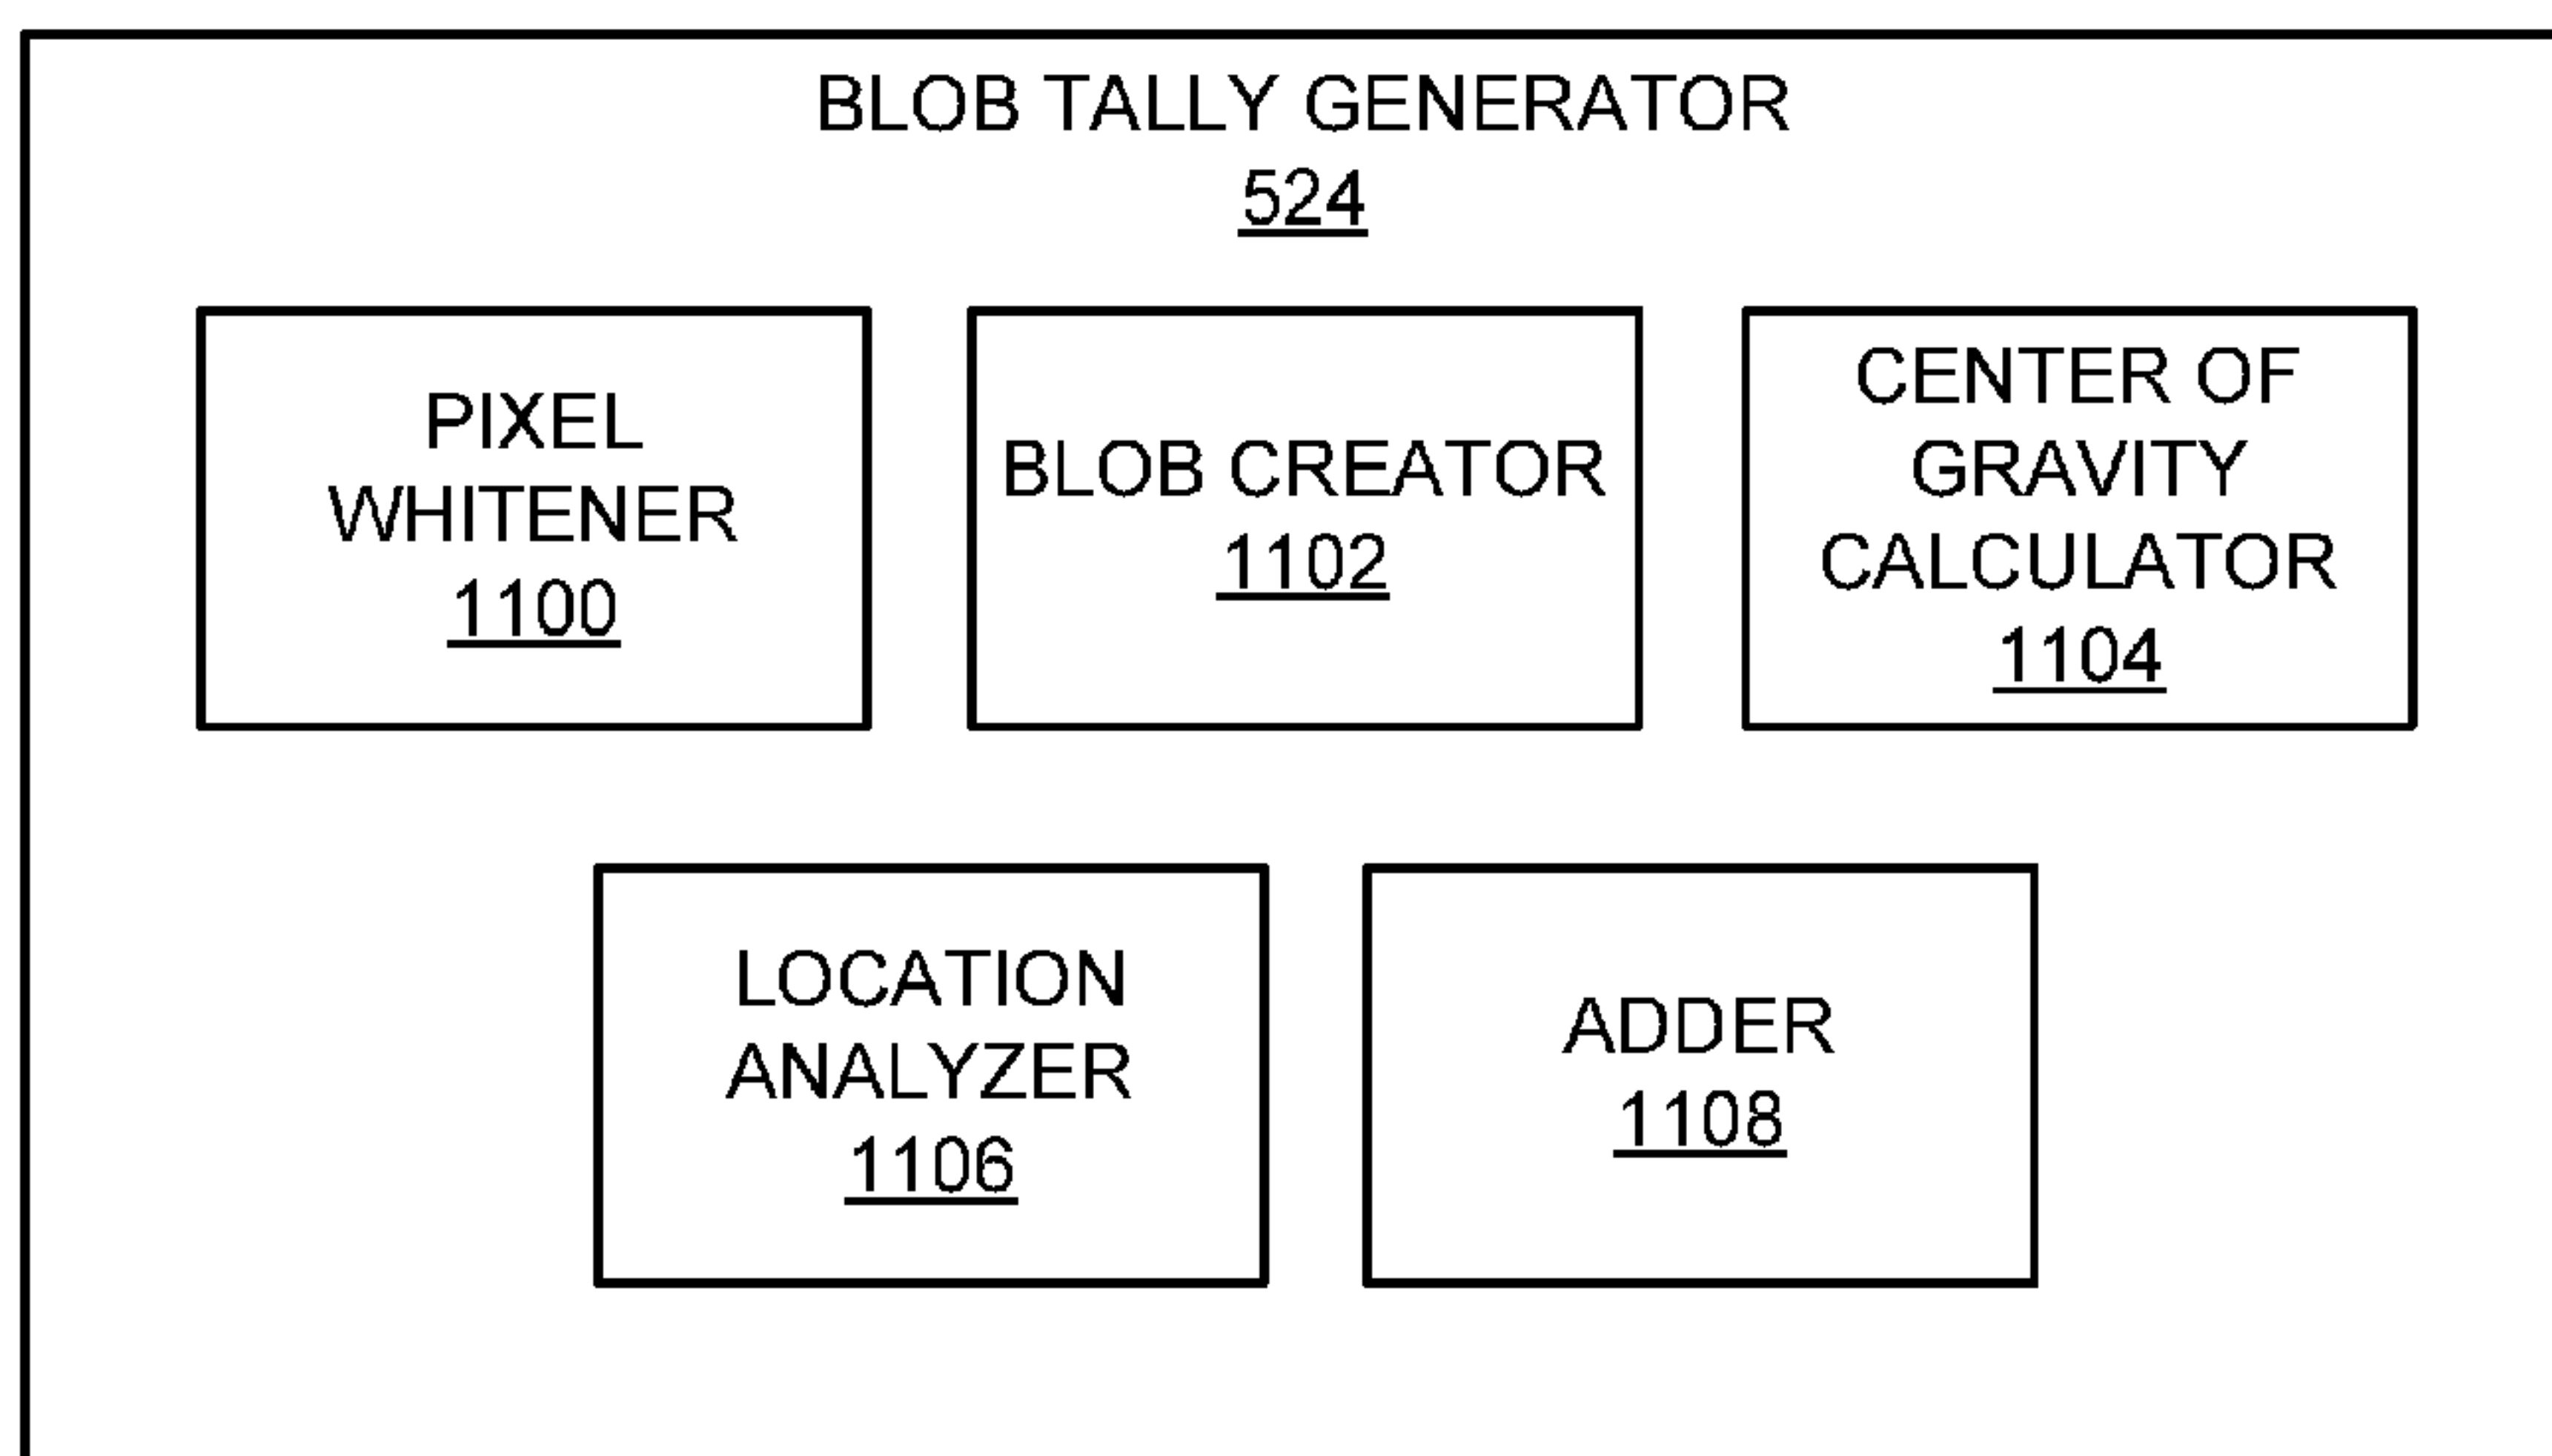 BLOB TALLY GENERATOR
524
PIXEL
WHITENER
1100
BLOB CREATOR
1102
CENTER OF
GRAVITY
CALCULATOR
1104
LOCATION
ANALYZER
1106
ADDER
1108